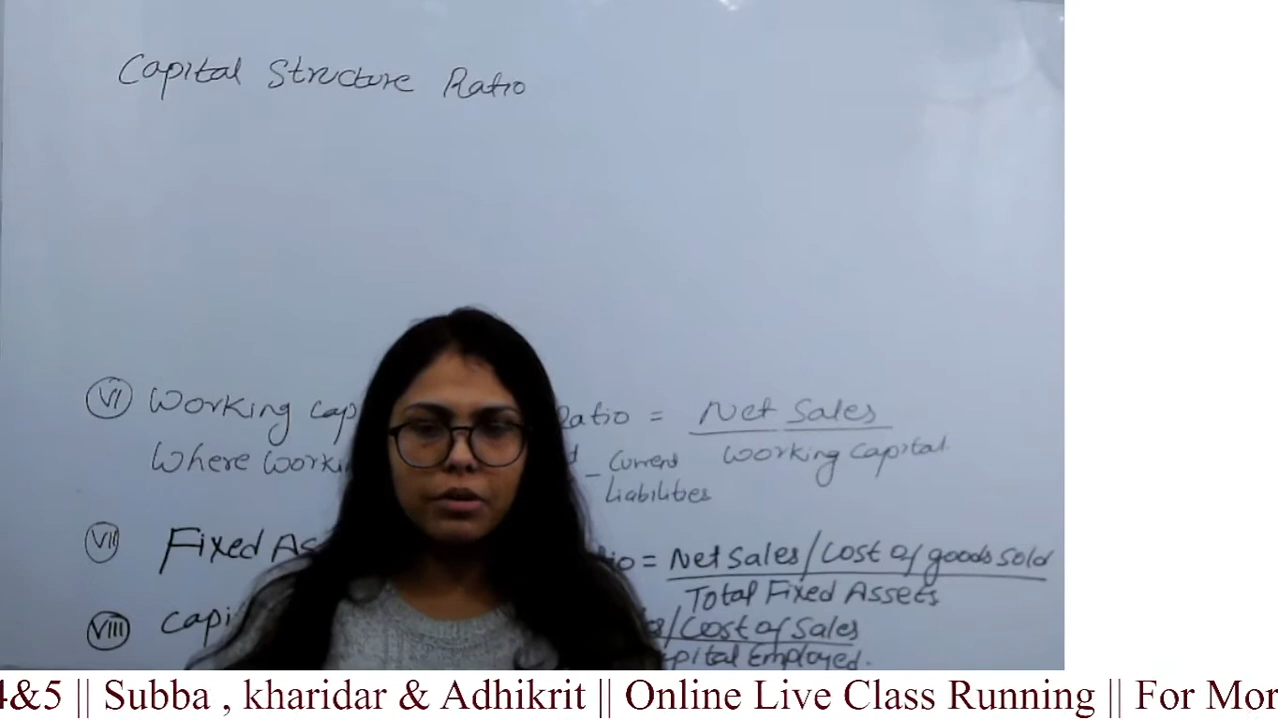 Capital Structure Ratio
VI Working cap Ratio = Net Sales
Where Worki d - Current Working Capital
liabilities
VII Fixed As io = Net Sales / Cost of goods sold
Total Fixed Assets
VIII Capi /Cost of Sales
pital Employed.
4&5 || Subba , kharidar & Adhikrit || Online Live Class Running || For Mor